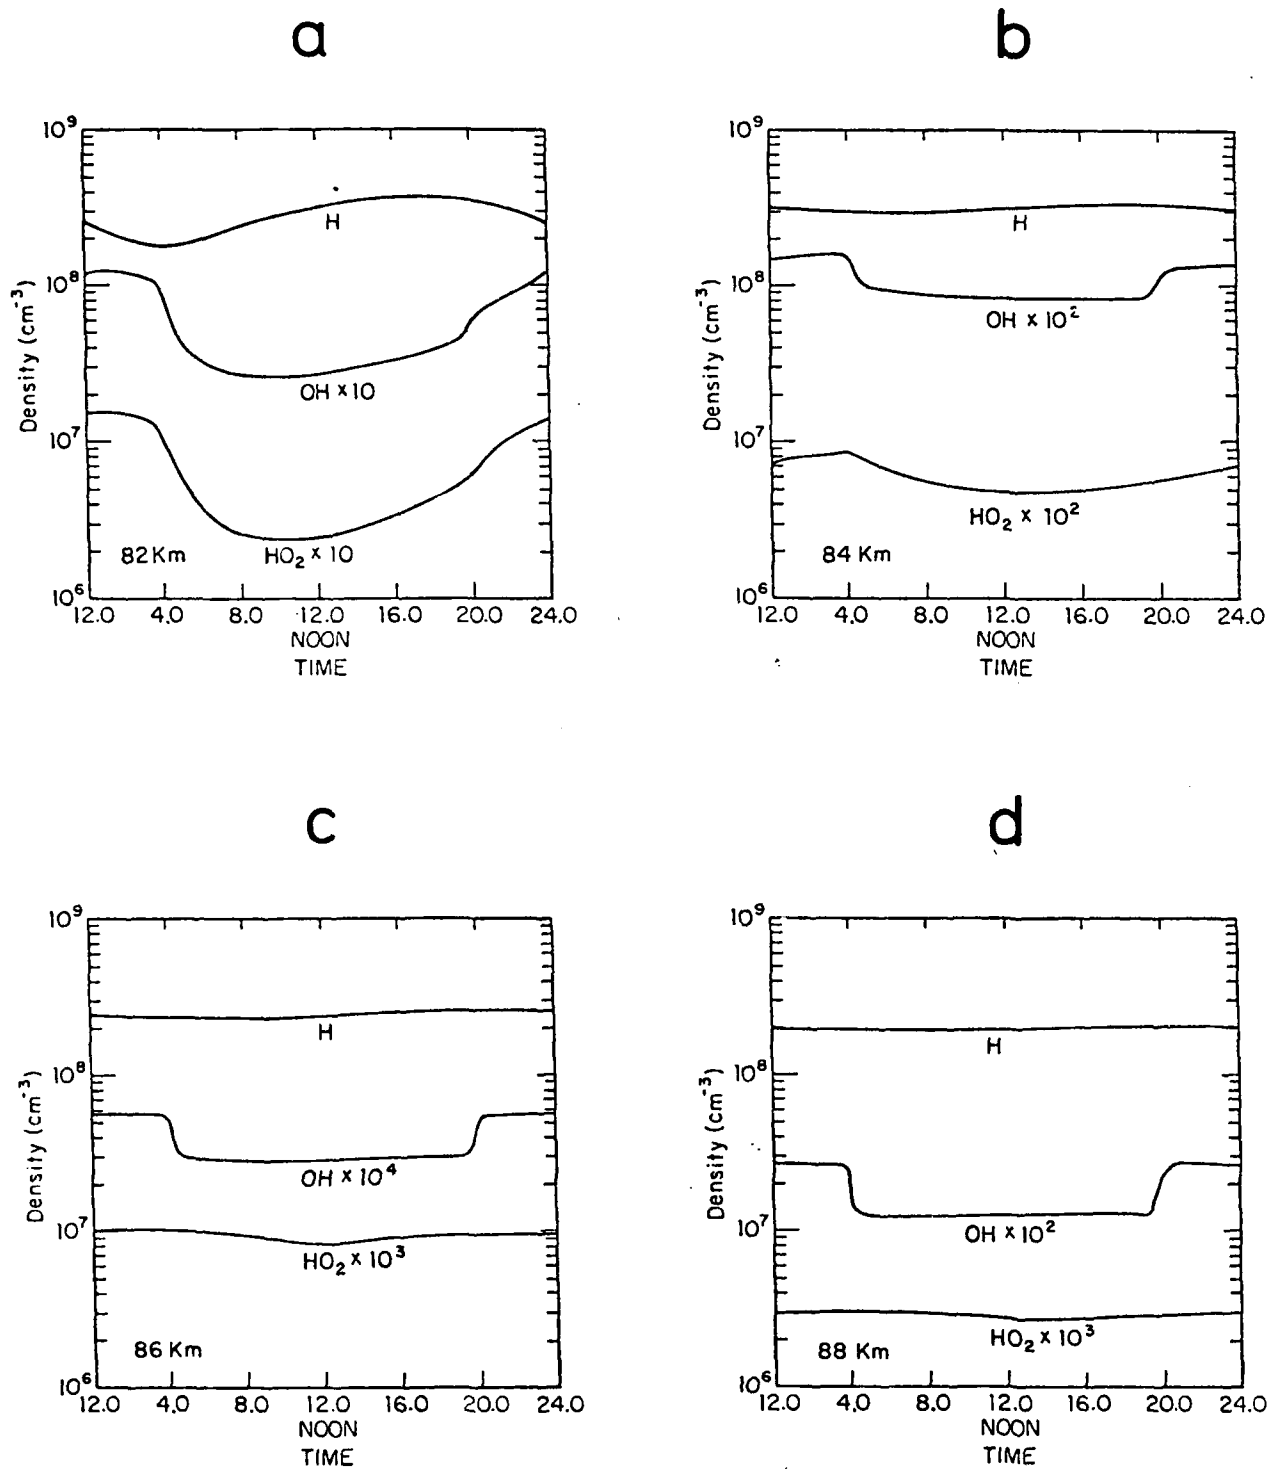 a
10⁹
10⁸
10⁷
10⁶
Density (cm⁻³)
H
OH × 10
HO₂ × 10
82 Km
12.0 4.0 8.0 12.0 16.0 20.0 24.0
NOON
TIME
b
10⁹
10⁸
10⁷
10⁶
Density (cm⁻³)
H
OH × 10²
HO₂ × 10²
84 Km
12.0 4.0 8.0 12.0 16.0 20.0 24.0
NOON
TIME
c
10⁹
10⁸
10⁷
10⁶
Density (cm⁻³)
H
OH × 10⁴
HO₂ × 10³
86 Km
12.0 4.0 8.0 12.0 16.0 20.0 24.0
NOON
TIME
d
10⁹
10⁸
10⁷
10⁶
Density (cm⁻³)
H
OH × 10²
HO₂ × 10³
88 Km
12.0 4.0 8.0 12.0 16.0 20.0 24.0
NOON
TIME